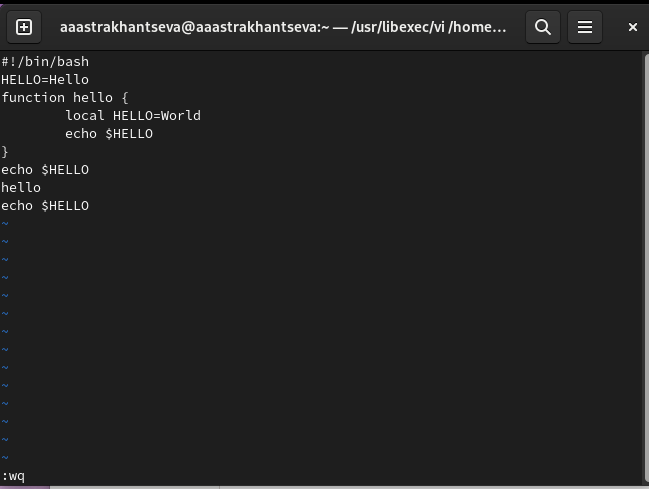 aaastrakhantseva@aaastrakhantseva:~ — /usr/libexec/vi /home...
#!/bin/bash
HELLO=Hello
function hello {
        local HELLO=World
        echo $HELLO
}
echo $HELLO
hello
echo $HELLO
~
~
~
~
~
~
~
~
~
~
~
~
~
~
:wq